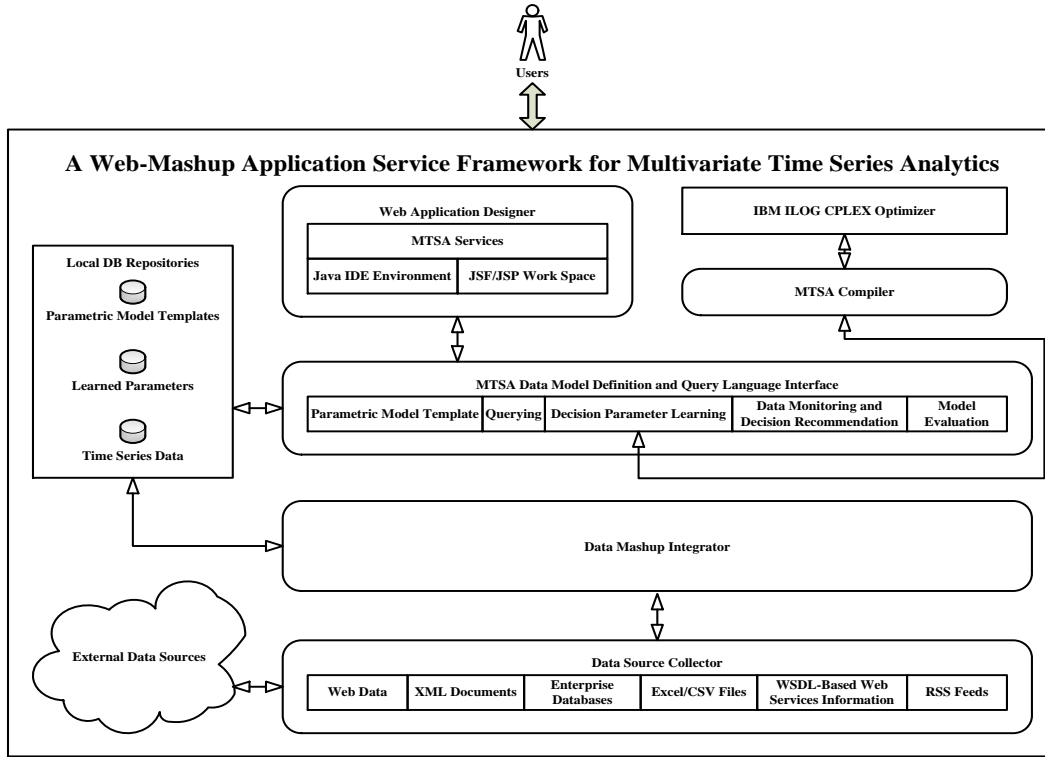 Users
A Web-Mashup Application Service Framework for Multivariate Time Series Analytics
Web Application Designer
MTSA Services
Java IDE Environment
JSF/JSP Work Space
IBM ILOG CPLEX Optimizer
MTSA Compiler
Local DB Repositories
Parametric Model Templates
Learned Parameters
Time Series Data
MTSA Data Model Definition and Query Language Interface
Parametric Model Template
Querying
Decision Parameter Learning
Data Monitoring and
Decision Recommendation
Model
Evaluation
Data Mashup Integrator
External Data Sources
Data Source Collector
Web Data
XML Documents
Enterprise
Databases
Excel/CSV Files
WSDL-Based Web
Services Information
RSS Feeds